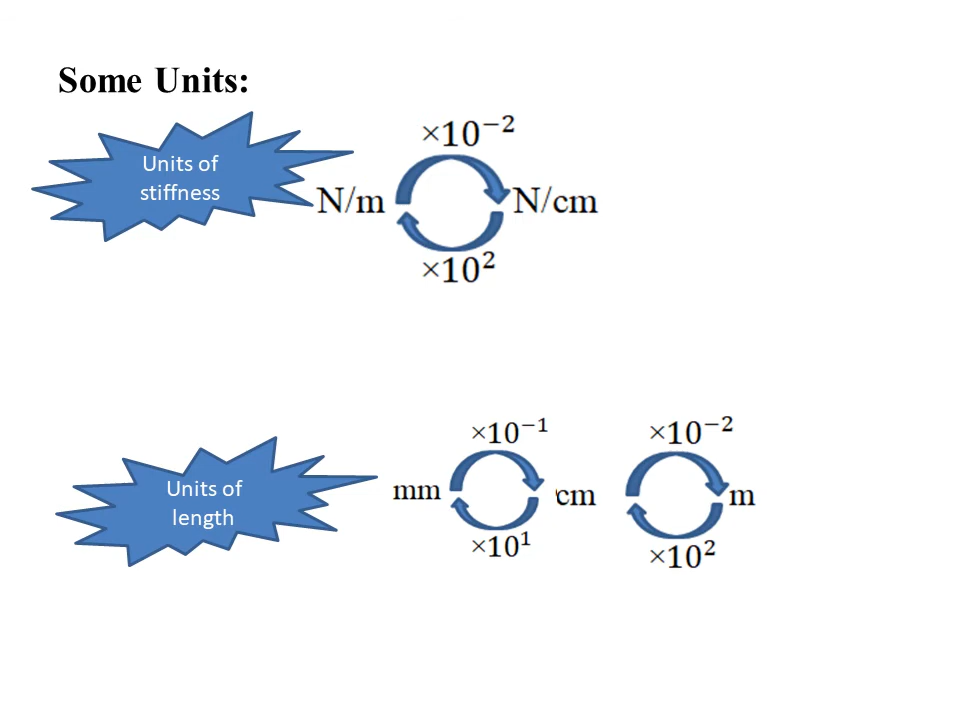 Some Units:
Units of
stiffness
×10⁻²
N/m
N/cm
×10²
Units of
length
×10⁻¹
×10⁻²
mm
cm
m
×10¹
×10²